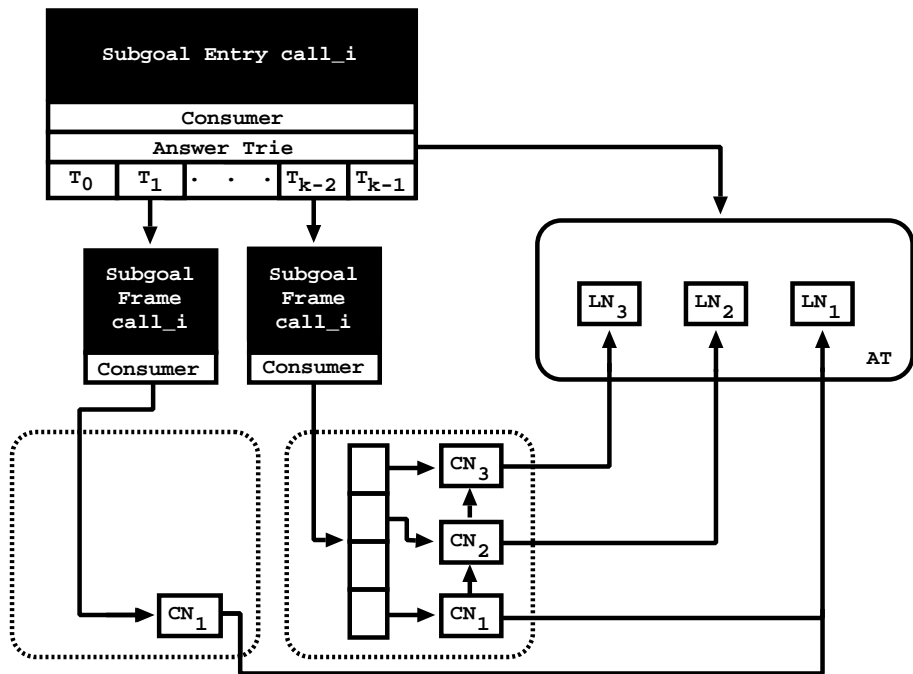 Subgoal Entry call_i
Consumer
Answer Trie
T0 T1 . . . Tk-2 Tk-1
Subgoal
Frame
call_i
Consumer
Subgoal
Frame
call_i
Consumer
LN3 LN2 LN1
AT
CN3
CN2
CN1
CN1